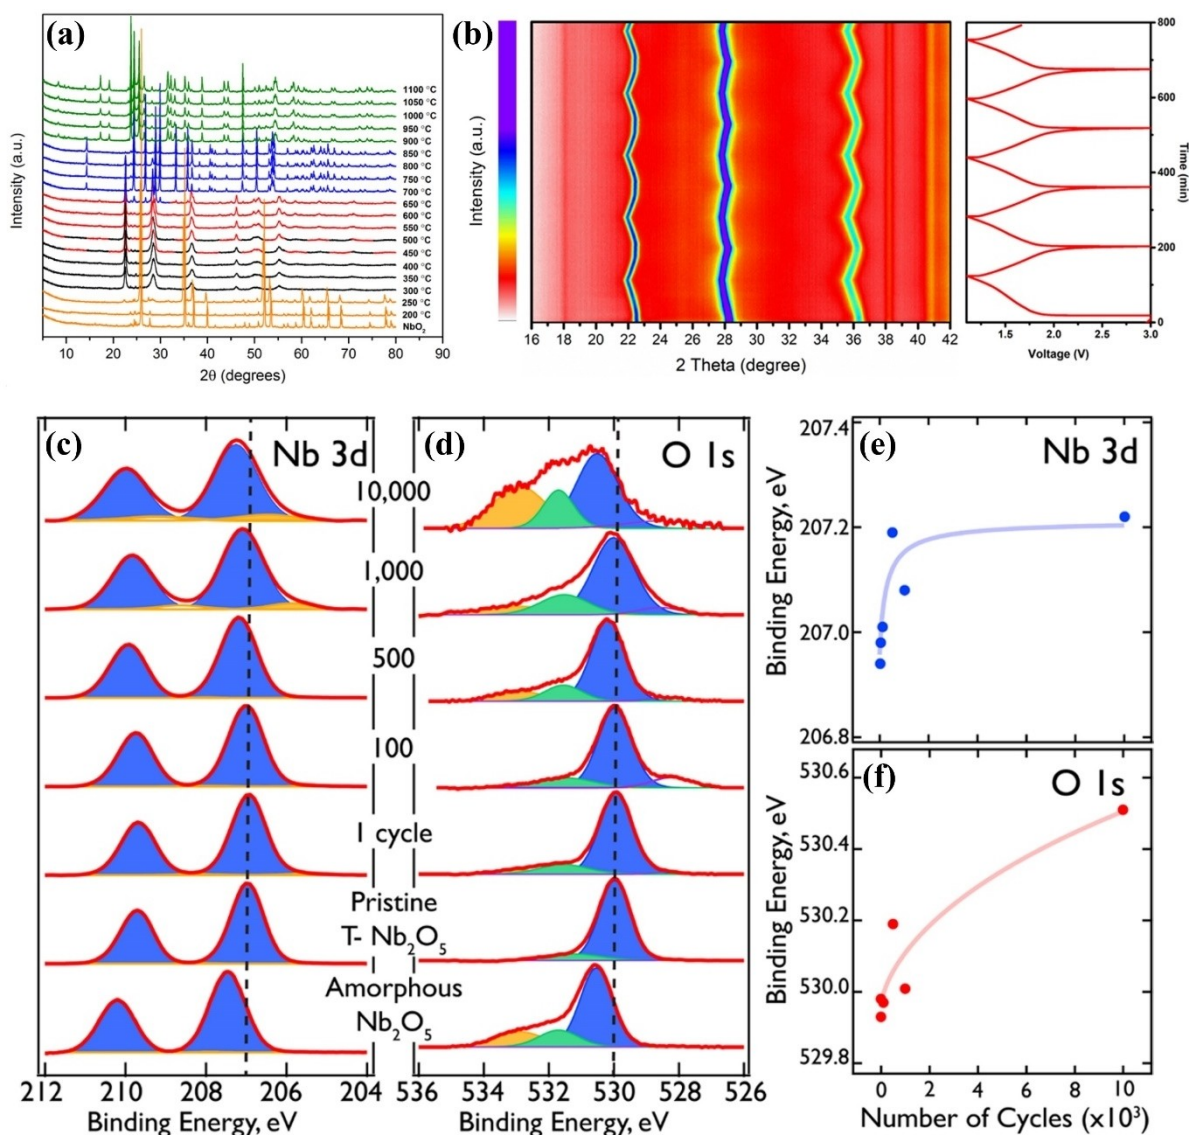 (a)
Intensity (a.u.)
1100 °C
1050 °C
1000 °C
950 °C
900 °C
850 °C
800 °C
750 °C
700 °C
650 °C
600 °C
550 °C
500 °C
450 °C
400 °C
350 °C
300 °C
250 °C
200 °C
NbO2
10 20 30 40 50 60 70 80 90
2θ (degrees)
(b)
Intensity (a.u.)
16 18 20 22 24 26 28 30 32 34 36 38 40 42
2 Theta (degree)
800
600
400
200
0
Time (min)
1.5 2.0 2.5 3.0
Voltage (V)
(c)
Nb 3d
(d)
O 1s
10,000
1,000
500
100
1 cycle
Pristine
T- Nb2O5
Amorphous
Nb2O5
212 210 208 206 204
Binding Energy, eV
536 534 532 530 528 526
Binding Energy, eV
(e)
Nb 3d
207.4
207.2
207.0
206.8
Binding Energy, eV
(f)
O 1s
530.6
530.4
530.2
530.0
529.8
Binding Energy, eV
0 2 4 6 8 10
Number of Cycles (x10³)